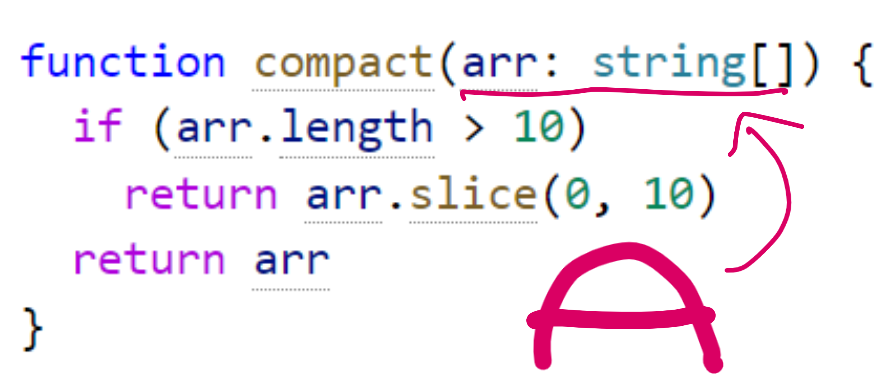 function compact(arr: string[]) {
  if (arr.length > 10)
    return arr.slice(0, 10)
  return arr
}
A